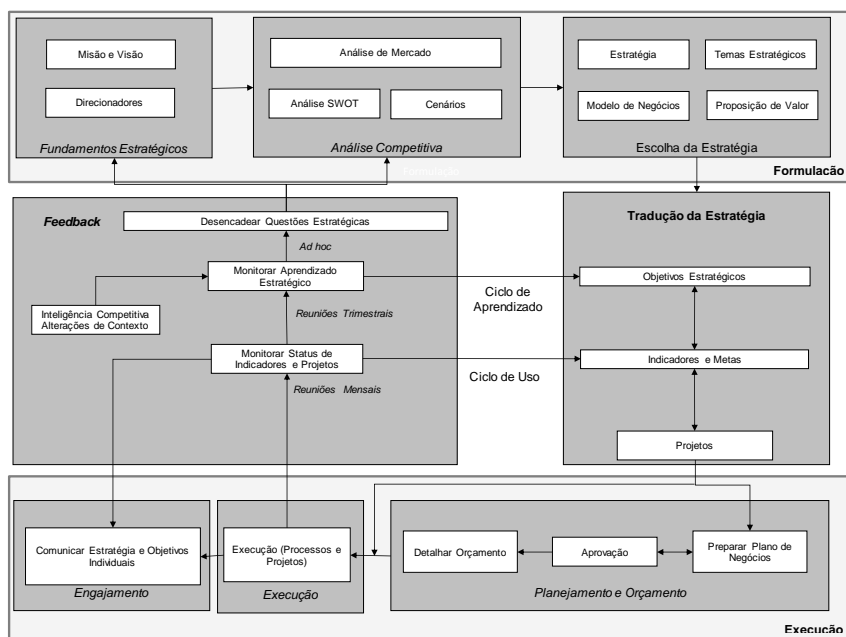 Misão e Visão
Direcionadores
Fundamentos Estratégicos
Análise de Mercado
Análise SWOT
Cenários
Análise Competitiva
Estratégia
Temas Estratégicos
Modelo de Negócios
Proposição de Valor
Escolha da Estratégia
Formulação
Formulacão
Feedback
Desencadear Questões Estratégicas
Ad hoc
Monitorar Aprendizado
Estratégico
Inteligência Competitiva
Alterações de Contexto
Reuniões Trimestrais
Monitorar Status de
Indicadores e Projetos
Reuniões Mensais
Ciclo de
Aprendizado
Ciclo de Uso
Tradução da Estratégia
Objetivos Estratégicos
Indicadores e Metas
Projetos
Comunicar Estratégia e Objetivos
Individuais
Engajamento
Execução (Processos e
Projetos)
Execução
Detalhar Orçamento
Aprovação
Preparar Plano de
Negócios
Planejamento e Orçamento
Execução